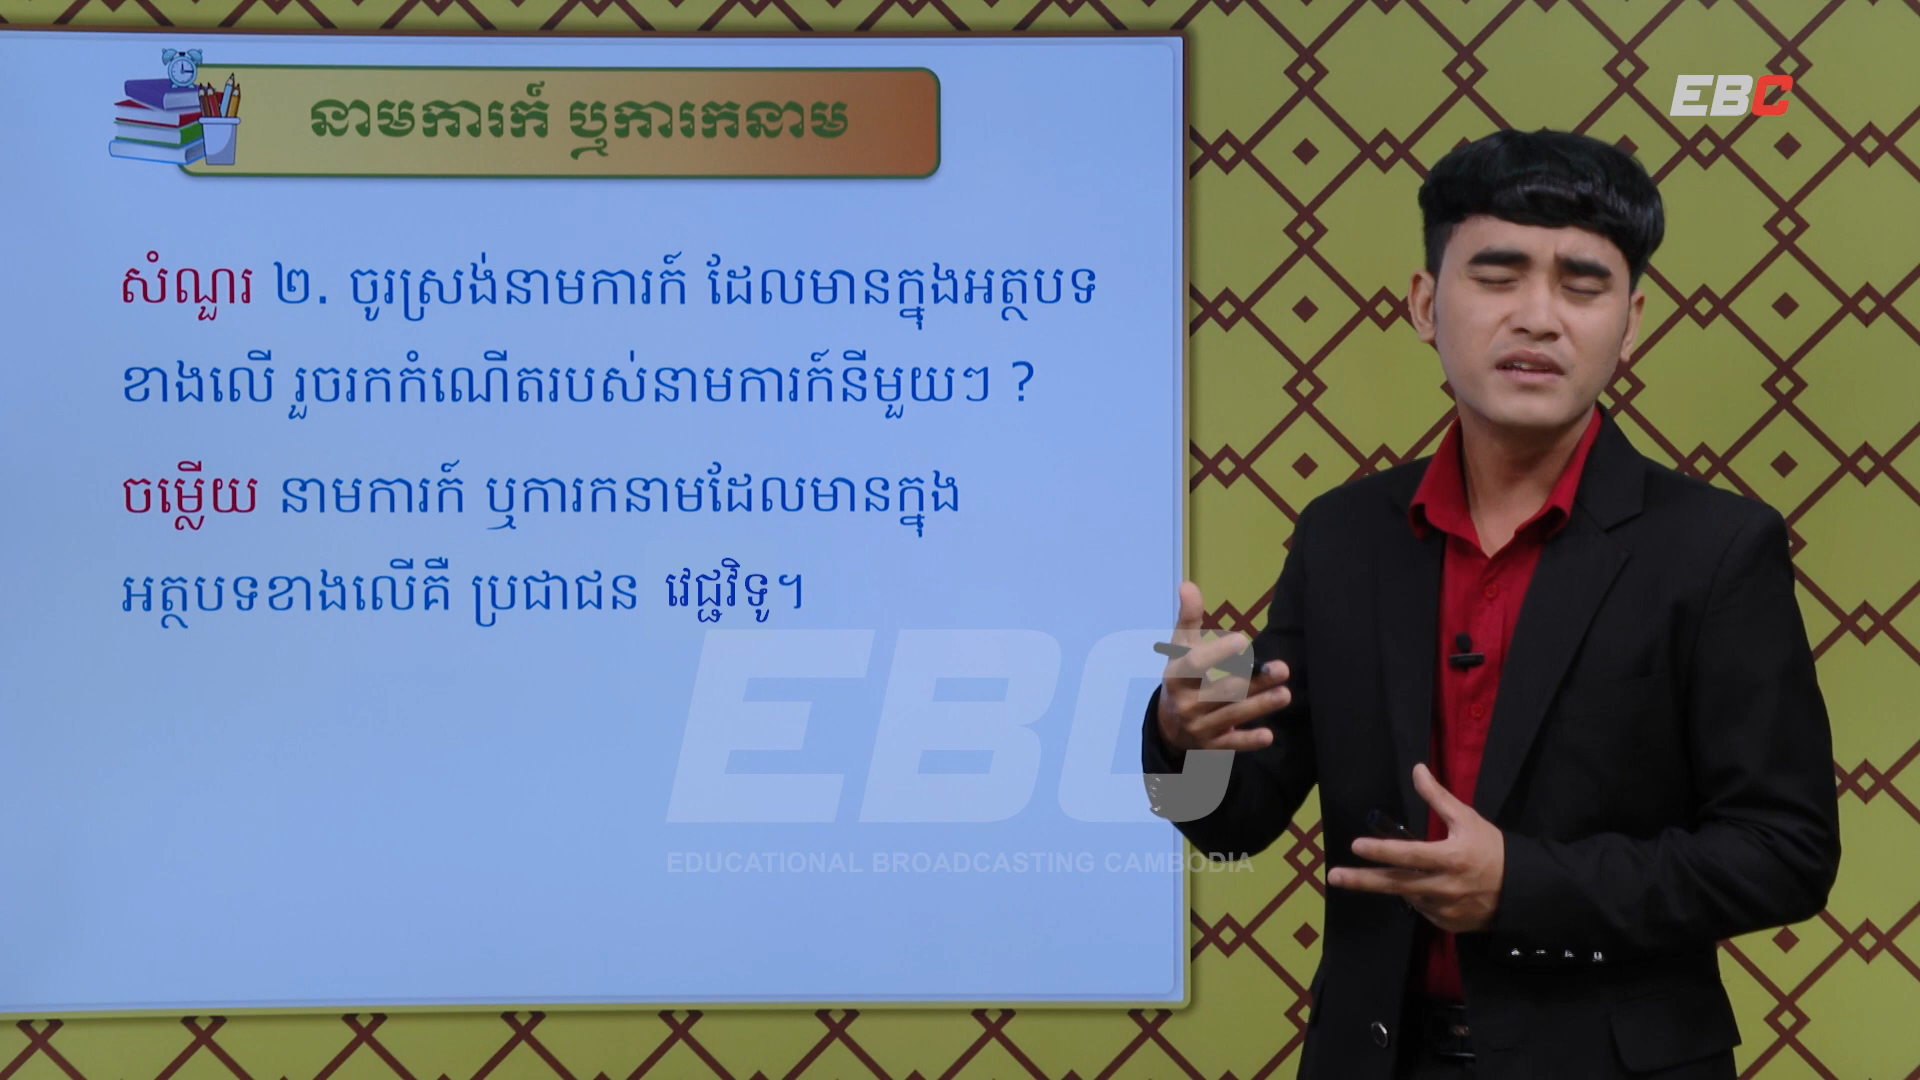 នាមការក៍ ឬការកនាម
EBC
សំណួរ ២. ចូរស្រង់នាមការក៍ ដែលមានក្នុងអត្ថបទ
ខាងលើ រួចរកកំណើតរបស់នាមការក៍នីមួយៗ ?
ចម្លើយ នាមការក៍ ឬការកនាមដែលមានក្នុង
អត្ថបទខាងលើគឺ ប្រជាជន វេជ្ជវិទូ។
EBC
EDUCATIONAL BROADCASTING CAMBODIA